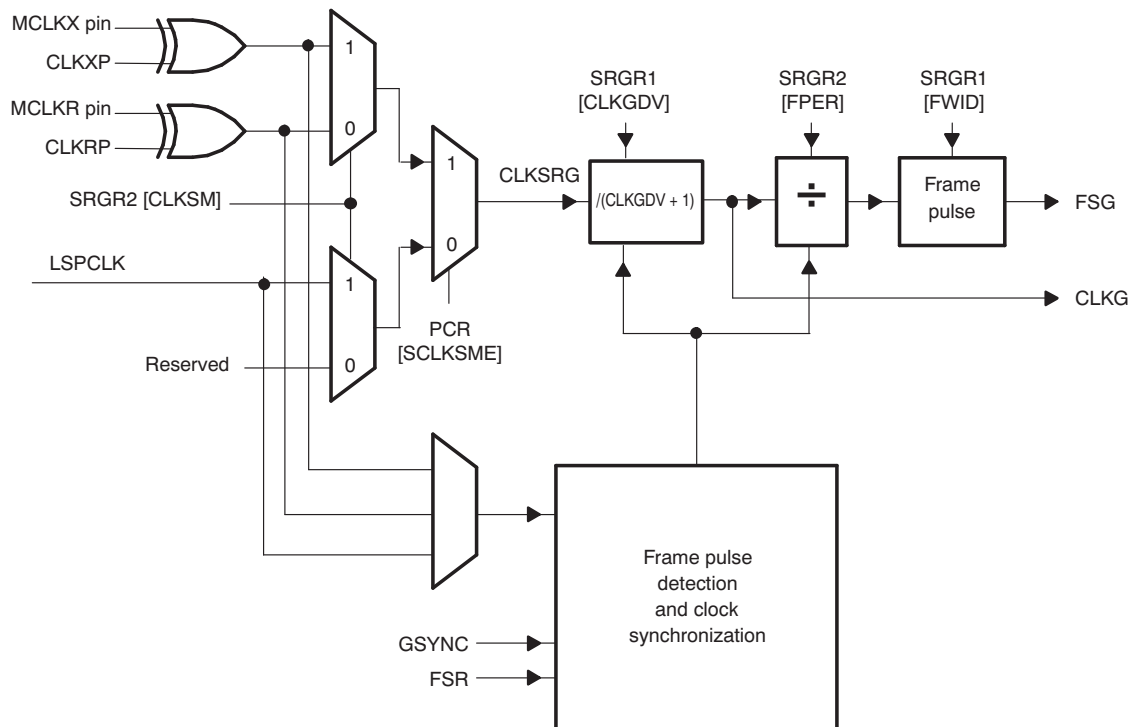 MCLKX pin
CLKXP
MCLKR pin
CLKRP
1
0
SRGR2 [CLKSM]
LSPCLK
1
Reserved
0
1
0
PCR
[SCLKSME]
CLKSRG
SRGR1
[CLKGDV]
/(CLKGDV + 1)
SRGR2
[FPER]
÷
SRGR1
[FWID]
Frame
pulse
FSG
CLKG
Frame pulse
detection
and clock
synchronization
GSYNC
FSR